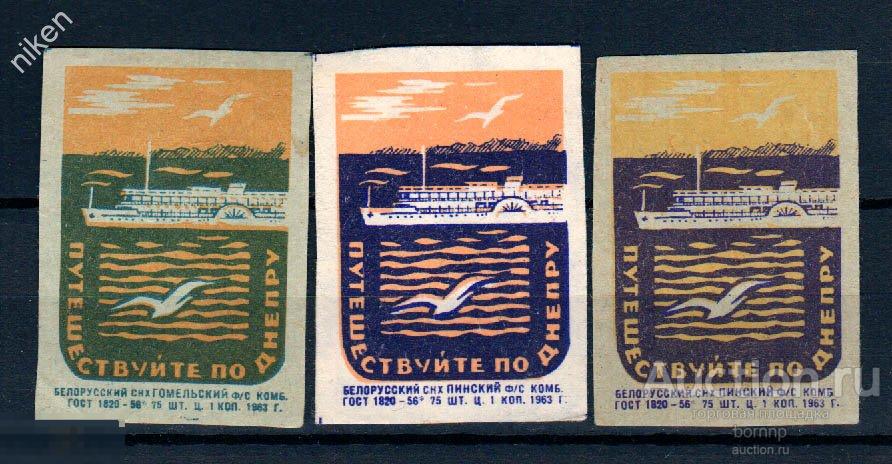 niken
ПУТЕШЕСТВУЙТЕ ПО ДНЕПРУ
БЕЛОРУССКИЙ СНХ ГОМЕЛЬСКИЙ Ф/С КОМБ.
ГОСТ 1820-56° 75 ШТ. Ц. 1 КОП. 1963 Г.
ПУТЕШЕСТВУЙТЕ ПО ДНЕПРУ
БЕЛОРУССКИЙ СНХ ПИНСКИЙ Ф/С КОМБ.
ГОСТ 1820-56° 75 ШТ. Ц. 1 КОП. 1963 Г.
ПУТЕШЕСТВУЙТЕ ПО ДНЕПРУ
БЕЛОРУССКИЙ СНХ ПИНСКИЙ Ф/С КОМБ.
ГОСТ 1820-56° 75 ШТ. Ц. 1 КОП. 1963 Г.
Auction.ru
торговая площадка
bornnp
auction.ru